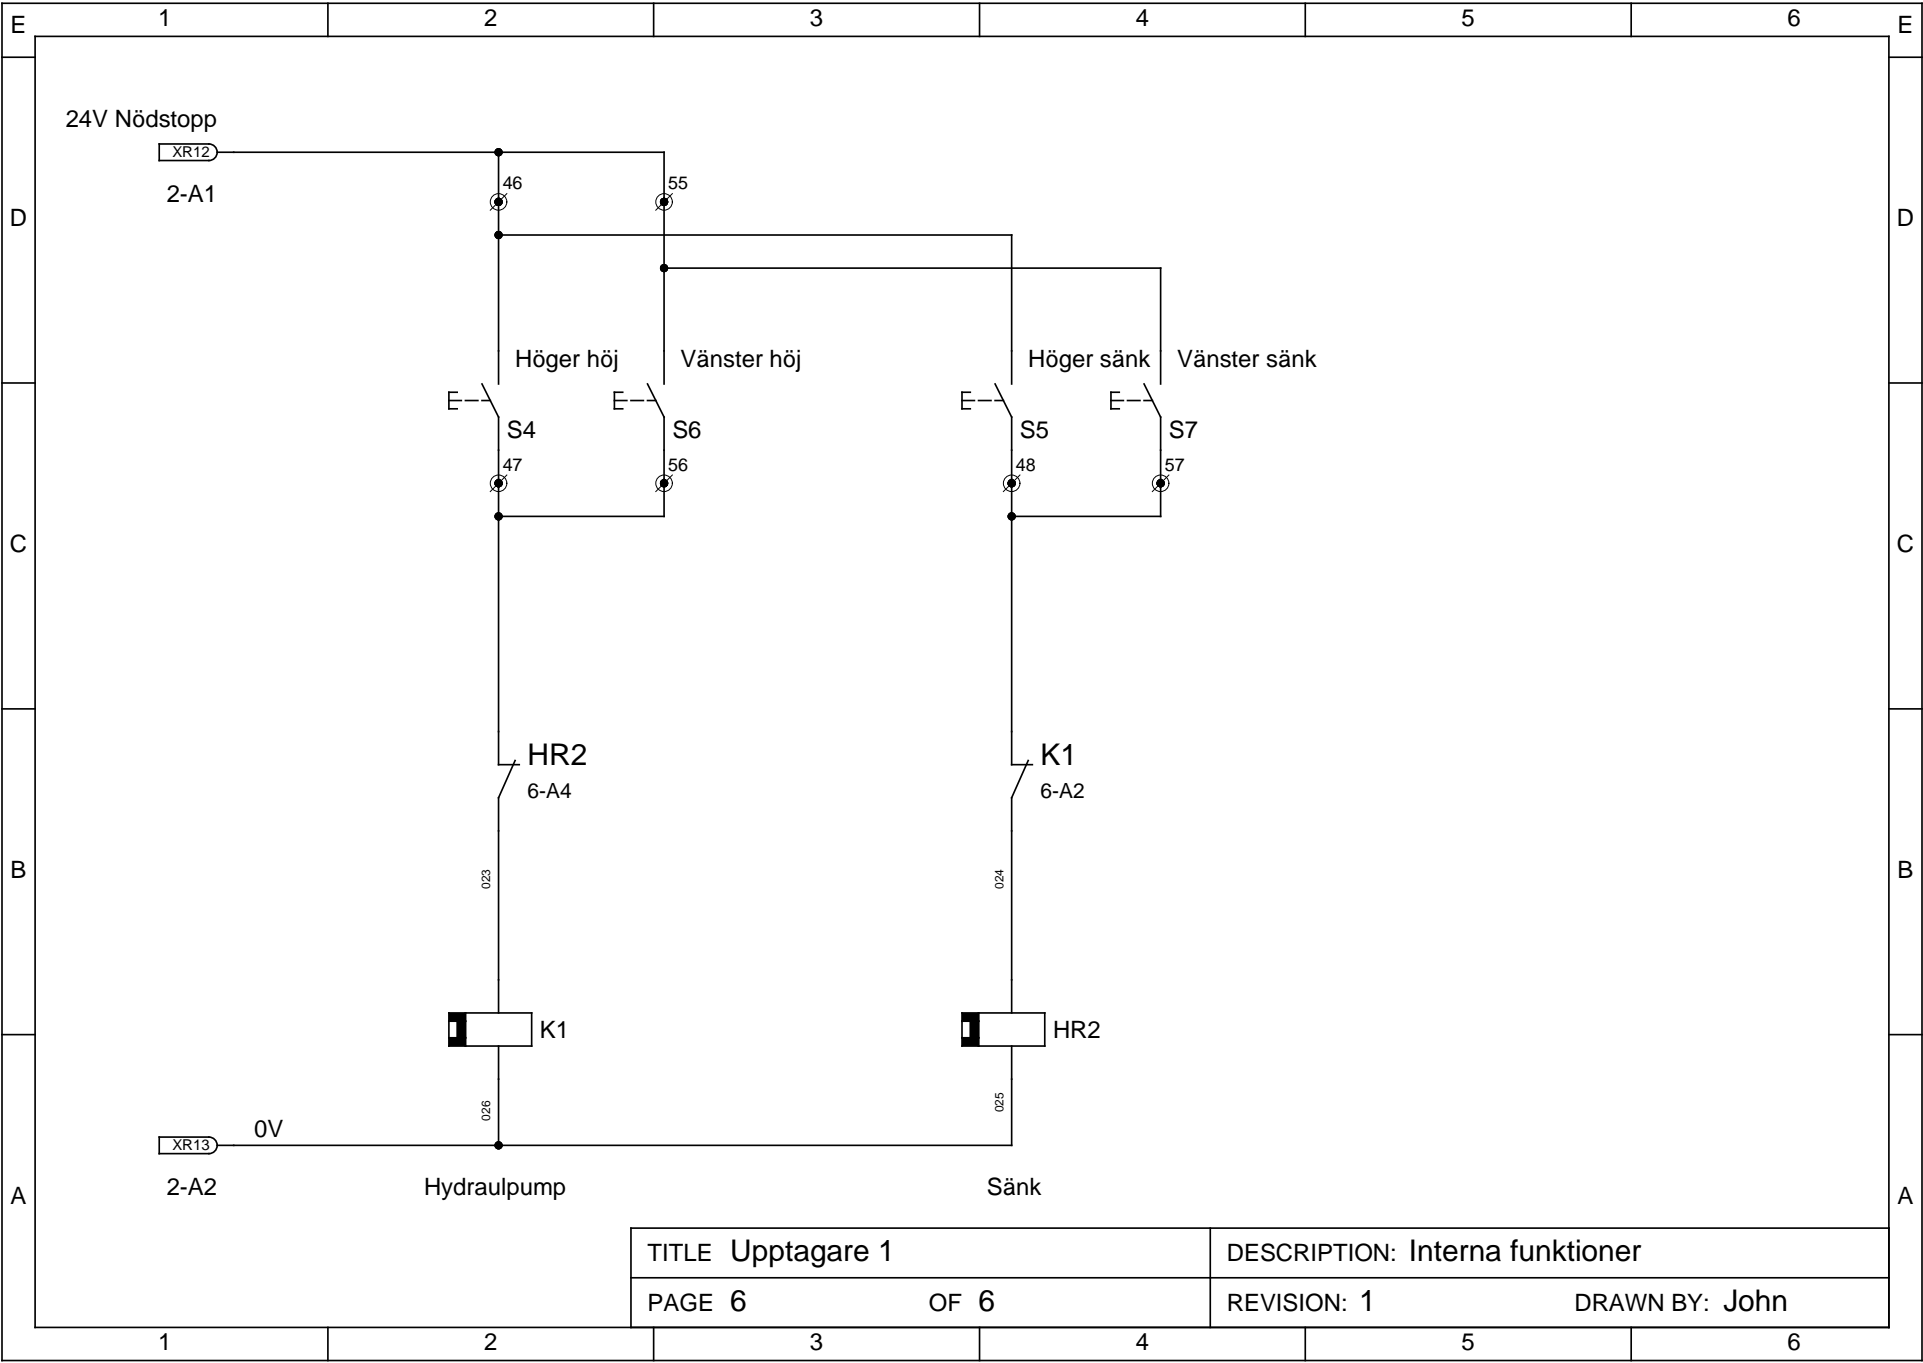 1 2 3 4 5 6
E E
24V Nödstopp
XR12
2-A1
46 55
D D
Höger höj Vänster höj Höger sänk Vänster sänk
S4 S6 S5 S7
47 56 48 57
C C
HR2 K1
6-A4 6-A2
B B
023 024
K1 HR2
026 025
0V
XR13
2-A2 Hydraulpump Sänk
A A
TITLE Upptagare 1 DESCRIPTION: Interna funktioner
PAGE 6 OF 6 REVISION: 1 DRAWN BY: John
1 2 3 4 5 6